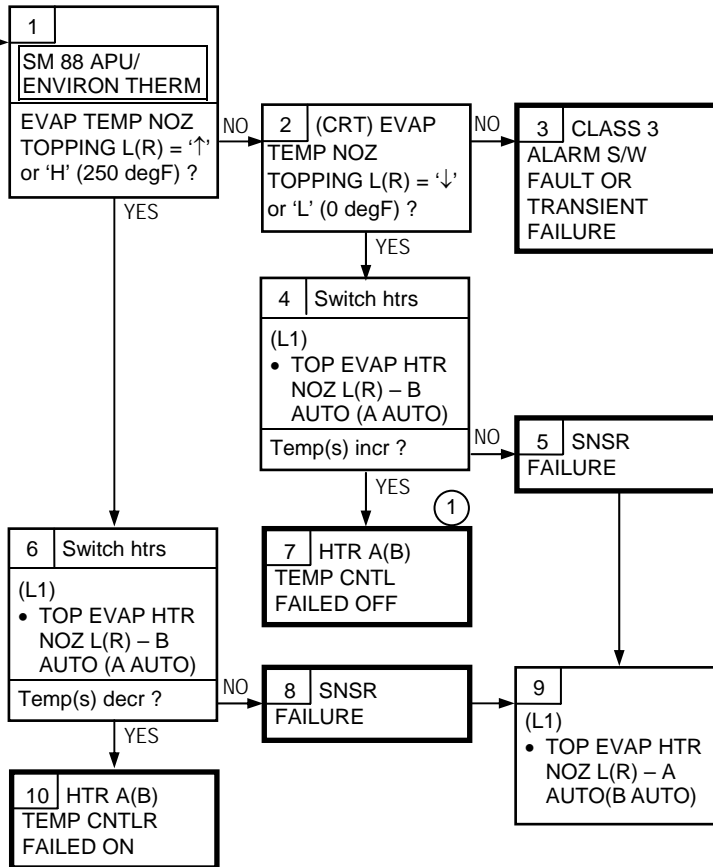 1
SM 88 APU/
ENVIRON THERM
EVAP TEMP NOZ
TOPPING L(R) = ‘↑’
or ‘H’ (250 degF) ?
NO
YES
2 (CRT) EVAP
TEMP NOZ
TOPPING L(R) = ‘↓’
or ‘L’ (0 degF) ?
NO
YES
3 CLASS 3
ALARM S/W
FAULT OR
TRANSIENT
FAILURE
4 Switch htrs
(L1)
• TOP EVAP HTR
NOZ L(R) – B
AUTO (A AUTO)
Temp(s) incr ?
NO
YES
5 SNSR
FAILURE
6 Switch htrs
(L1)
• TOP EVAP HTR
NOZ L(R) – B
AUTO (A AUTO)
Temp(s) decr ?
NO
YES
1
7 HTR A(B)
TEMP CNTL
FAILED OFF
8 SNSR
FAILURE
9
(L1)
• TOP EVAP HTR
NOZ L(R) – A
AUTO(B AUTO)
10 HTR A(B)
TEMP CNTLR
FAILED ON